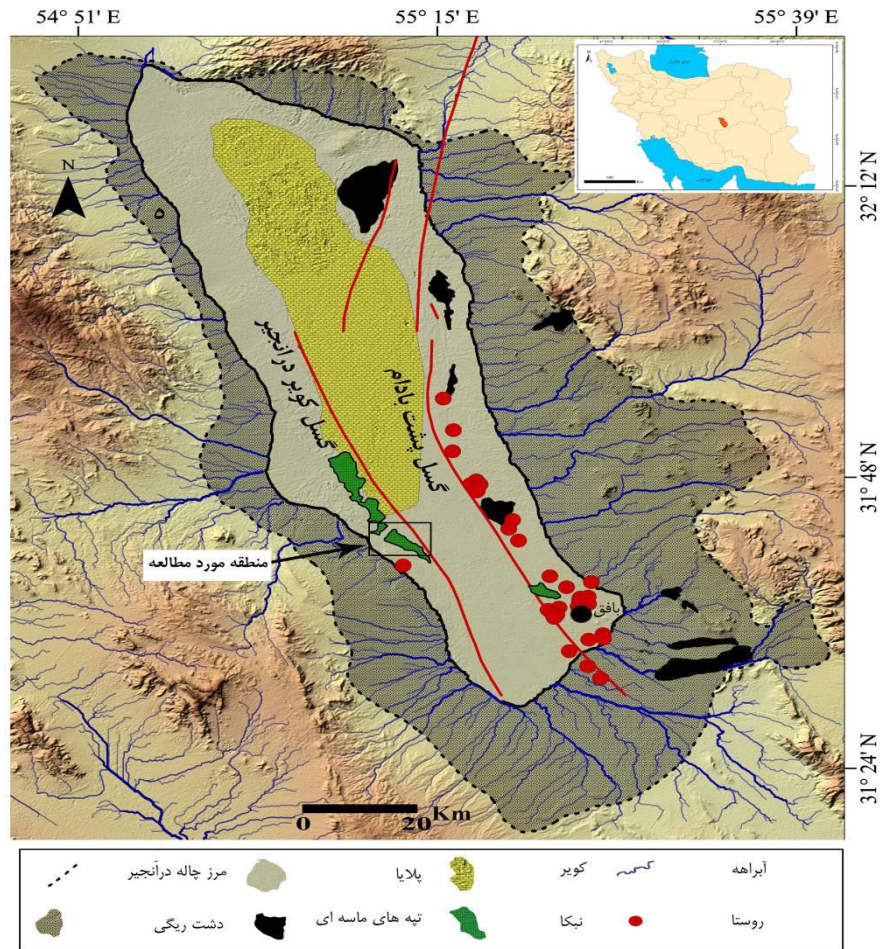 54° 51' E
55° 15' E
55° 39' E
N
32° 12' N
گسل کویر درانجیر
گسل پشت بادام
31° 48' N
منطقه مورد مطالعه
بافق
31° 24' N
0 20 Km
آبراهه کویر پلایا مرز چاله درآنجیر
روستا نبکا تپه های ماسه ای دشت ریگی